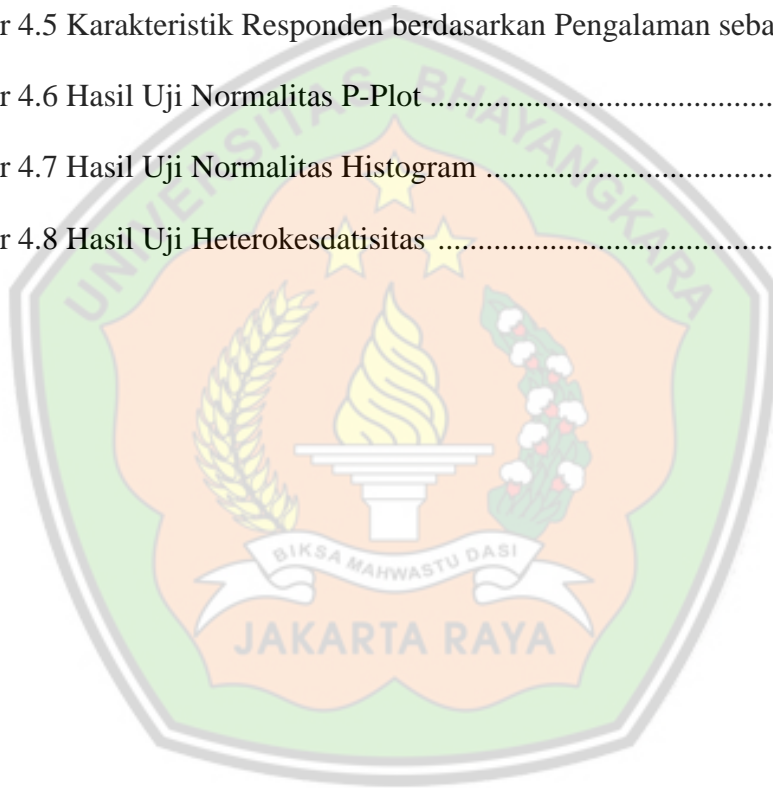 r 4.5 Karakteristik Responden berdasarkan Pengalaman seba
r 4.6 Hasil Uji Normalitas P-Plot ....................................
r 4.7 Hasil Uji Normalitas Histogram ..............................
r 4.8 Hasil Uji Heterokesdatisitas ...................................
UNIVERSITAS BHAYANGKARA
BIKSA MAHWASTU DASI
JAKARTA RAYA